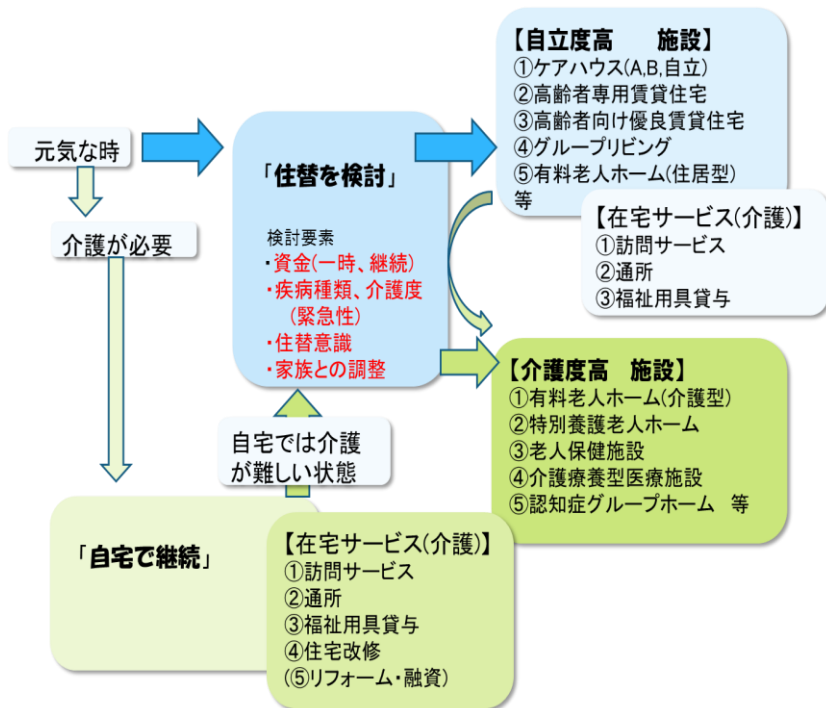 元気な時
介護が必要
「住替を検討」
検討要素
・資金(一時、継続)
・疾病種類、介護度
(緊急性)
・住替意識
・家族との調整
【自立度高　施設】
①ケアハウス(A,B,自立)
②高齢者専用賃貸住宅
③高齢者向け優良賃貸住宅
④グループリビング
⑤有料老人ホーム(住居型)
等
【在宅サービス(介護)】
①訪問サービス
②通所
③福祉用具貸与
【介護度高　施設】
①有料老人ホーム(介護型)
②特別養護老人ホーム
③老人保健施設
④介護療養型医療施設
⑤認知症グループホーム　等
自宅では介護
が難しい状態
「自宅で継続」
【在宅サービス(介護)】
①訪問サービス
②通所
③福祉用具貸与
④住宅改修
(⑤リフォーム・融資)